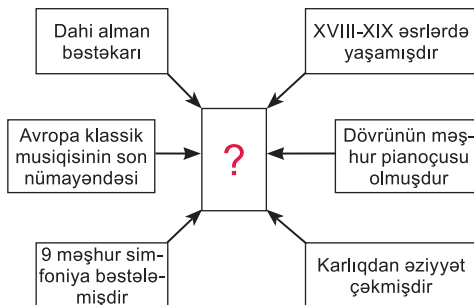 Dahi alman
bəstəkarı
XVIII-XIX əsrlərdə
yaşamışdır
Avropa klassik
musiqisinin son
nümayəndəsi
?
Dövrünün məş-
hur pianoçusu
olmuşdur
9 məşhur sim-
foniya bəstələ-
mişdir
Karlıqdan əziyyət
çəkmişdir